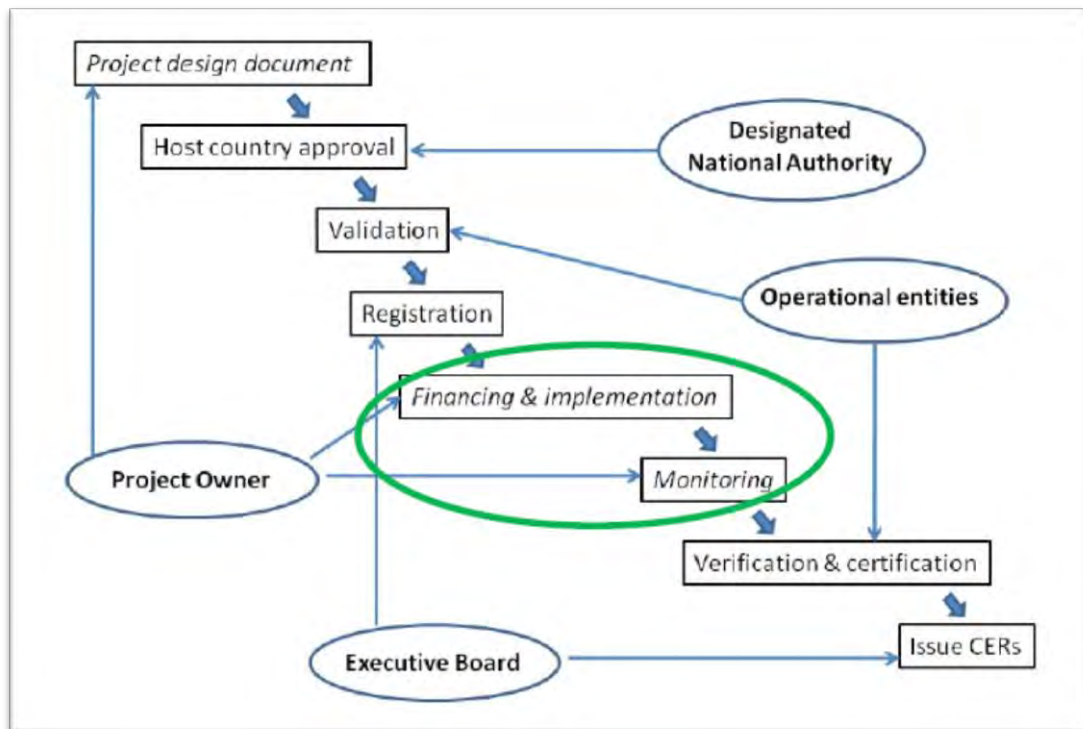 Project design document
Host country approval
Designated
National Authority
Validation
Operational entities
Registration
Financing & implementation
Project Owner
Monitoring
Verification & certification
Executive Board
Issue CERs